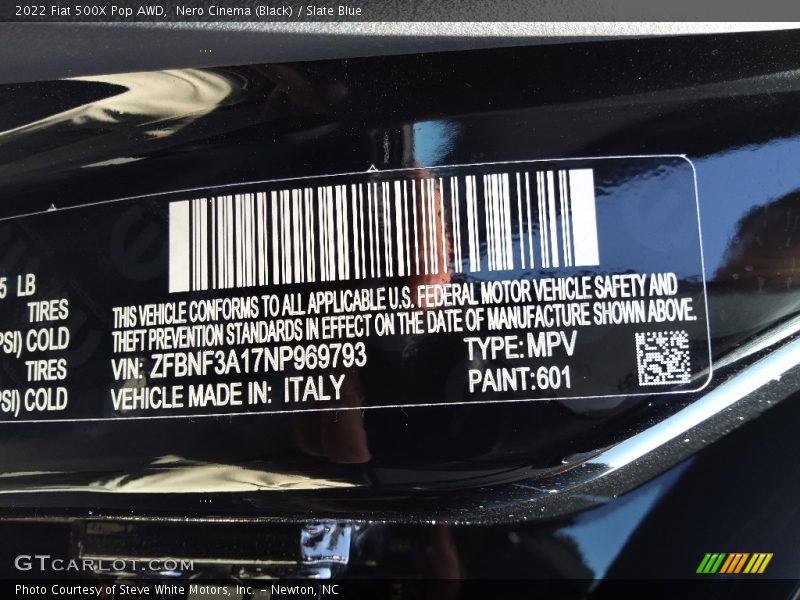 2022 Fiat 500X Pop AWD, Nero Cinema (Black) / Slate Blue
5 LB
TIRES
PSI) COLD
TIRES
PSI) COLD
THIS VEHICLE CONFORMS TO ALL APPLICABLE U.S. FEDERAL MOTOR VEHICLE SAFETY AND
THEFT PREVENTION STANDARDS IN EFFECT ON THE DATE OF MANUFACTURE SHOWN ABOVE.
VIN: ZFBNF3A17NP969793
TYPE: MPV
VEHICLE MADE IN: ITALY
PAINT:601
GTCARLOT.COM
Photo Courtesy of Steve White Motors, Inc. – Newton, NC